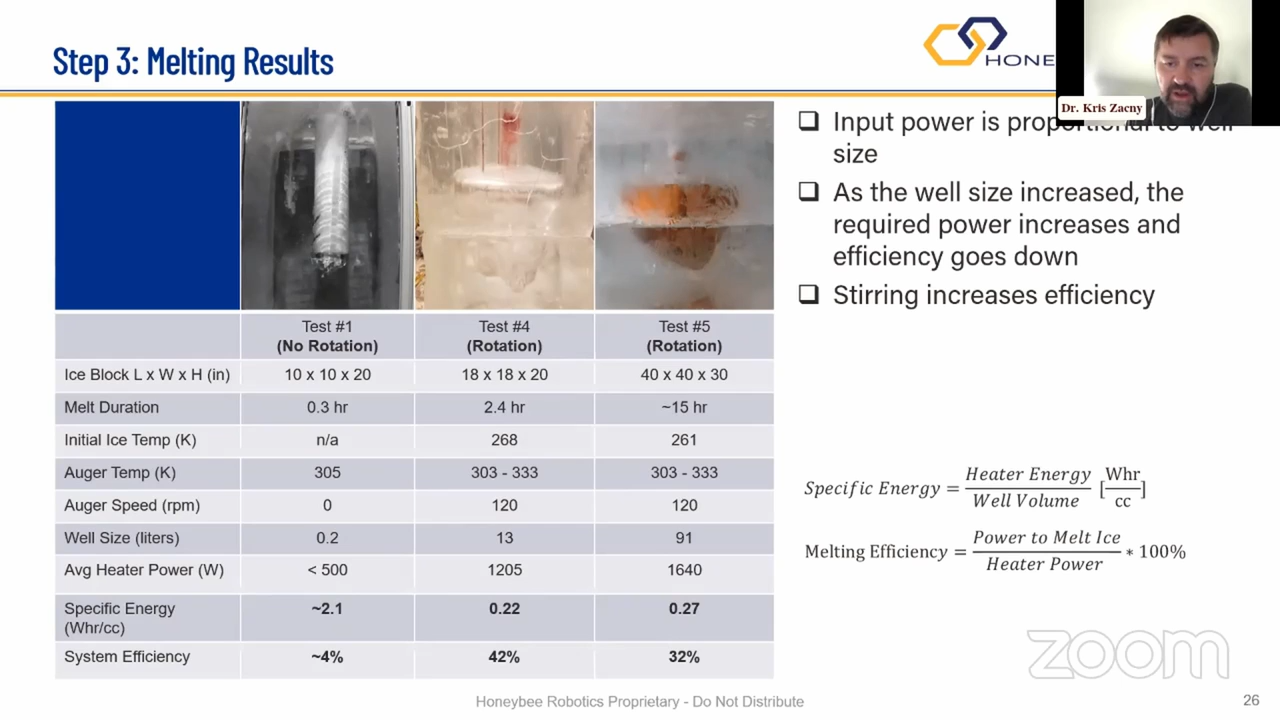 Step 3: Melting Results
HONE
Dr. Kris Zacny
Input power is proportional to well
size
As the well size increased, the
required power increases and
efficiency goes down
Stirring increases efficiency
Test #1 Test #4 Test #5
(No Rotation) (Rotation) (Rotation)
Ice Block L x W x H (in) 10 x 10 x 20 18 x 18 x 20 40 x 40 x 30
Melt Duration 0.3 hr 2.4 hr ~15 hr
Initial Ice Temp (K) n/a 268 261
Auger Temp (K) 305 303 - 333 303 - 333
Auger Speed (rpm) 0 120 120
Well Size (liters) 0.2 13 91
Avg Heater Power (W) < 500 1205 1640
Specific Energy ~2.1 0.22 0.27
(Whr/cc)
System Efficiency ~4% 42% 32%
Specific Energy = Heater Energy / Well Volume [Whr / cc]
Melting Efficiency = Power to Melt Ice / Heater Power * 100%
zoom
Honeybee Robotics Proprietary - Do Not Distribute
26